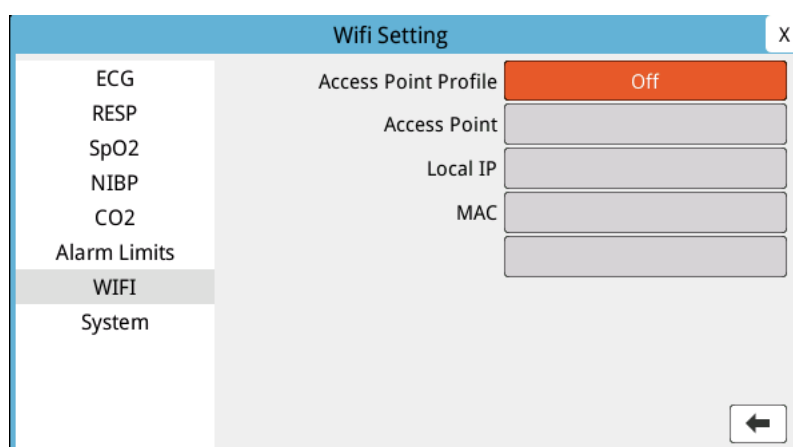 Wifi Setting
X
ECG
RESP
SpO2
NIBP
CO2
Alarm Limits
WIFI
System
Access Point Profile
Off
Access Point
Local IP
MAC